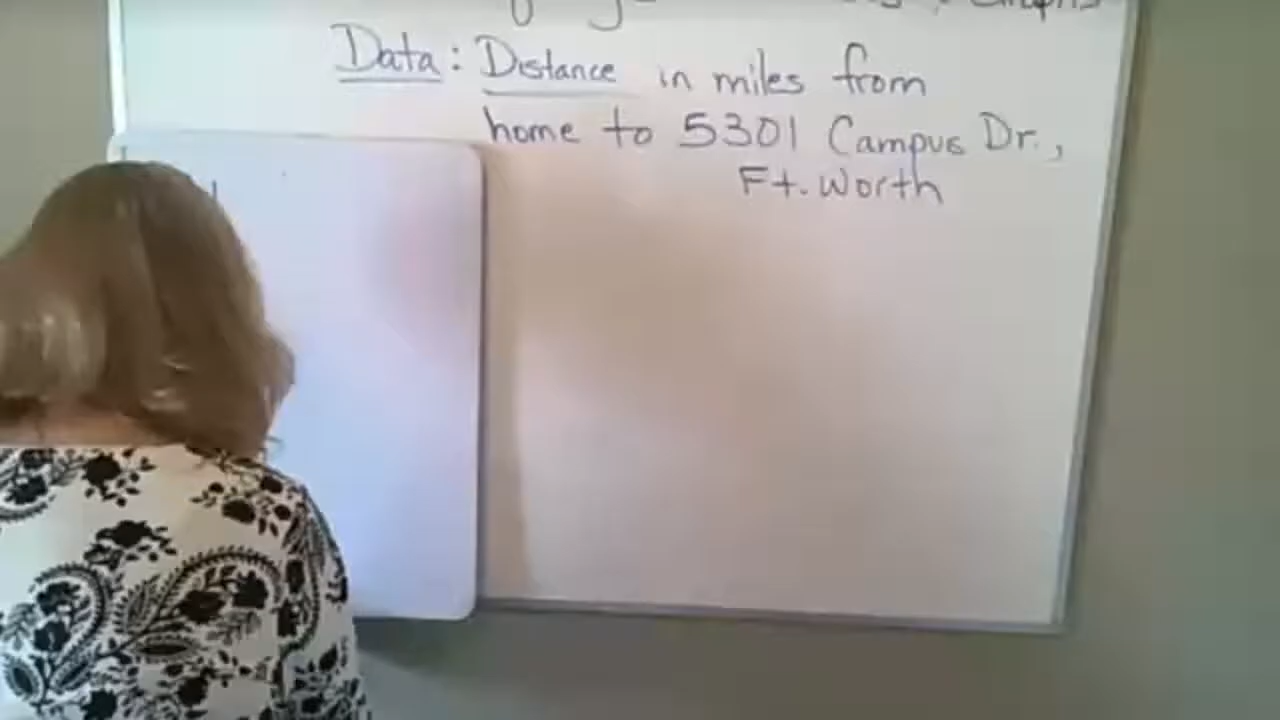 Data: Distance in miles from
home to 5301 Campus Dr.,
Ft. Worth